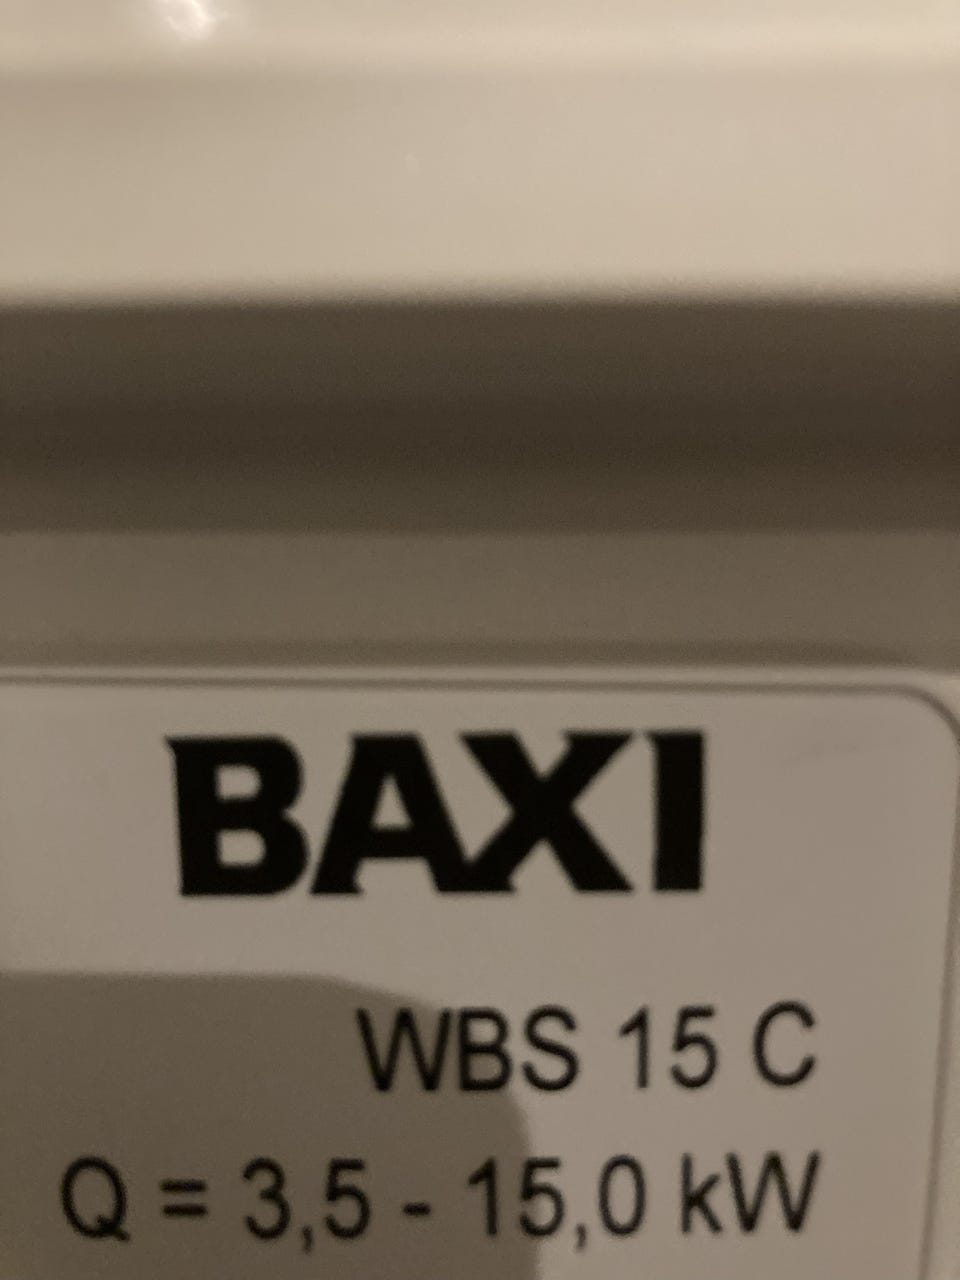 BAXI
WBS 15 C
Q = 3,5 - 15,0 kW